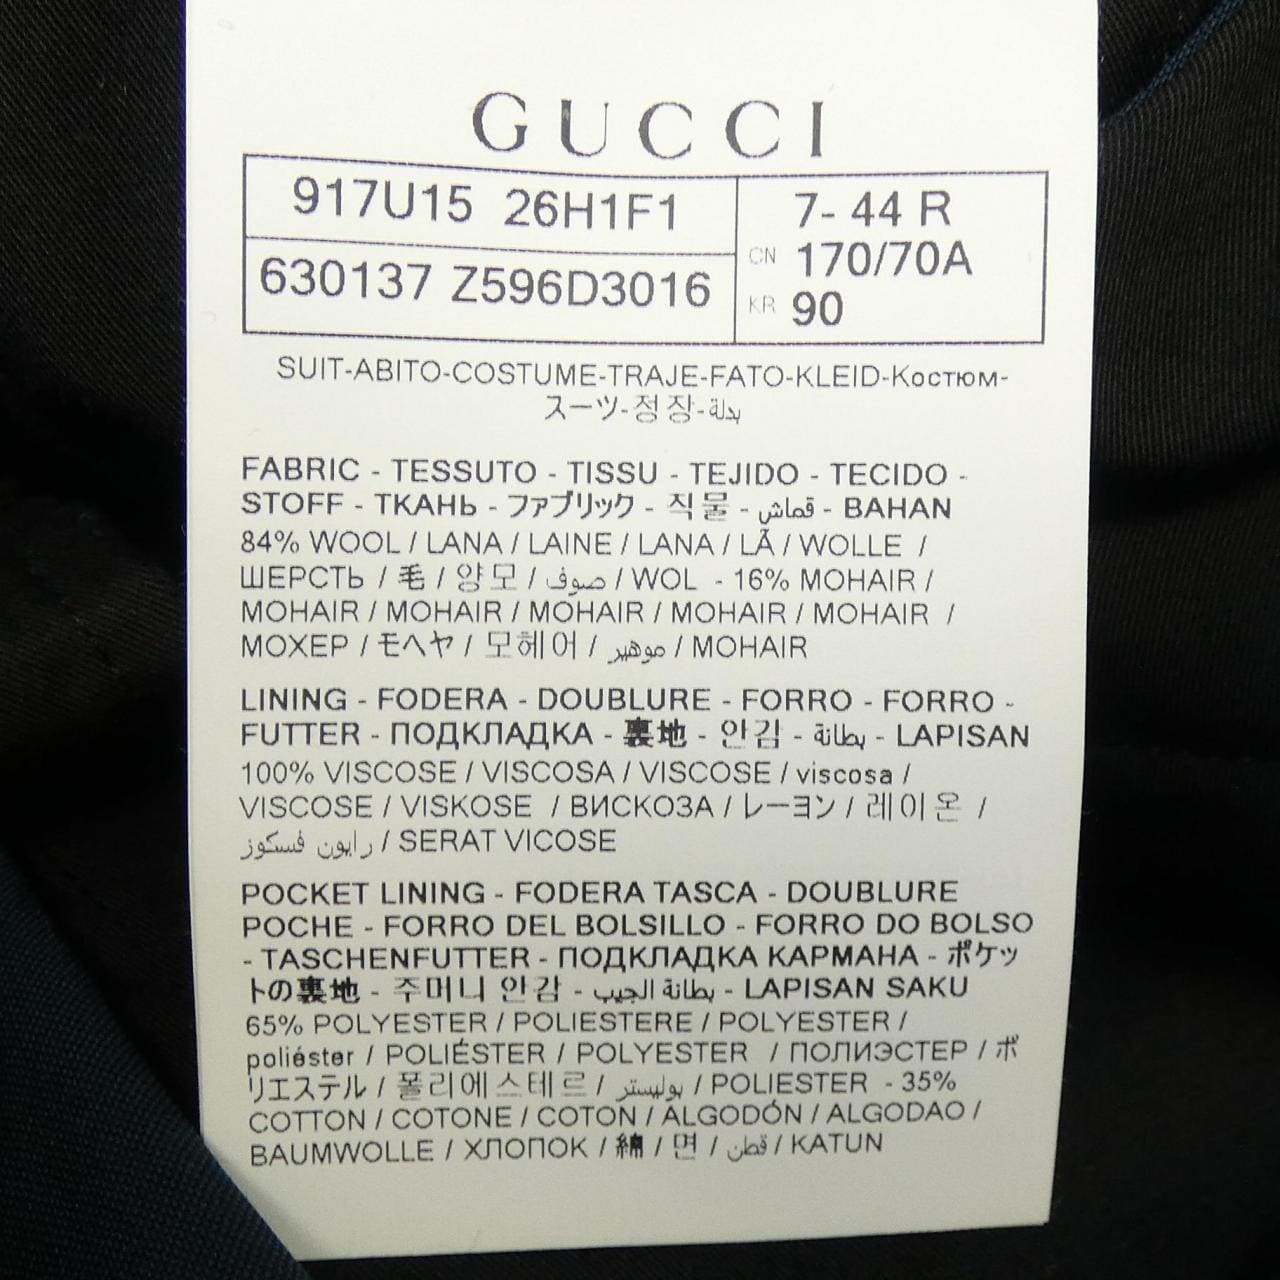 GUCCI
917U15 26H1F1
630137 Z596D3016
7- 44 R
CN 170/70A
KR 90
SUIT-ABITO-COSTUME-TRAJE-FATO-KLEID-Костюм-
スーツ-정장-بدلة
FABRIC - TESSUTO - TISSU - TEJIDO - TECIDO -
STOFF - ТКАНЬ - ファブリック - 직물 - قماش - BAHAN
84% WOOL / LANA / LAINE / LANA / LÃ / WOLLE /
ШЕРСТЬ / 毛 / 양모 / صوف / WOL - 16% MOHAIR /
MOHAIR / MOHAIR / MOHAIR / MOHAIR / MOHAIR /
МОХЕР / モヘヤ / 모헤어 / موهير / MOHAIR
LINING - FODERA - DOUBLURE - FORRO - FORRO -
FUTTER - ПОДКЛАДКА - 裏地 - 안감 - بطانة - LAPISAN
100% VISCOSE / VISCOSA / VISCOSE / viscosa /
VISCOSE / VISKOSE / ВИСКОЗА / レーヨン / 레이온 /
رايون فسكوز / SERAT VICOSE
POCKET LINING - FODERA TASCA - DOUBLURE
POCHE - FORRO DEL BOLSILLO - FORRO DO BOLSO
- TASCHENFUTTER - ПОДКЛАДКА КАРМАНА - ポケッ
トの裏地 - 주머니 안감 - بطانة الجيب - LAPISAN SAKU
65% POLYESTER / POLIESTERE / POLYESTER /
poliéster / POLIÉSTER / POLYESTER / ПОЛИЭСТЕР / ポ
リエステル / 폴리에스테르 / بوليستر / POLIESTER - 35%
COTTON / COTONE / COTON / ALGODÓN / ALGODAO /
BAUMWOLLE / ХЛОПОК / 綿 / 면 / قطن / KATUN